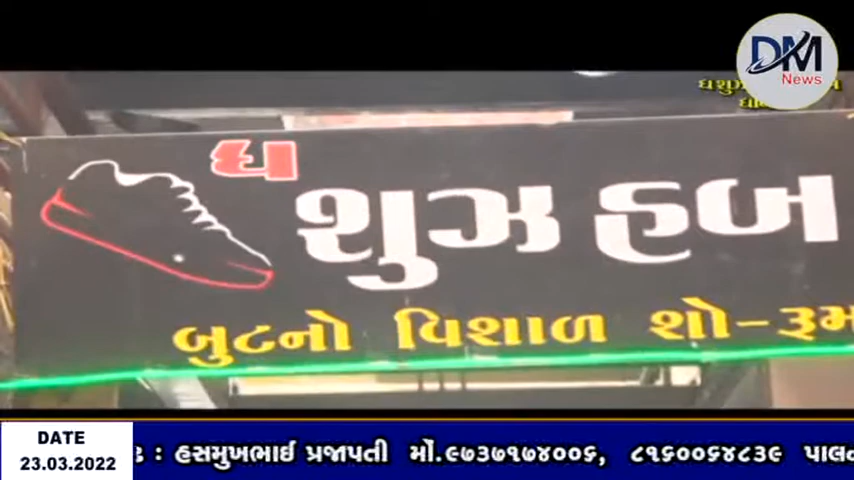 DM
News
ધ
શુઝ હબ
બુટનો વિશાળ શો-રૂમ
DATE
23.03.2022
: હસમુખભાઈ પ્રજાપતી મોં.૯૭૩૭૧૭૪૦૦૬, ૮૧૬૦૦૬૪૮૩૯